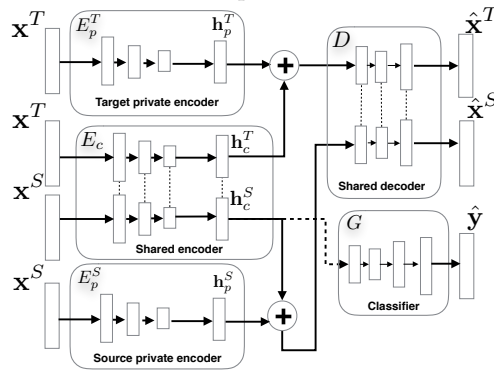 x^T
E_p^T
h_p^T
+
Target private encoder
D
x̂^T
x^T
E_c
h_c^T
x̂^S
Shared decoder
x^S
h_c^S
Shared encoder
G
ŷ
x^S
E_p^S
h_p^S
+
Classifier
Source private encoder